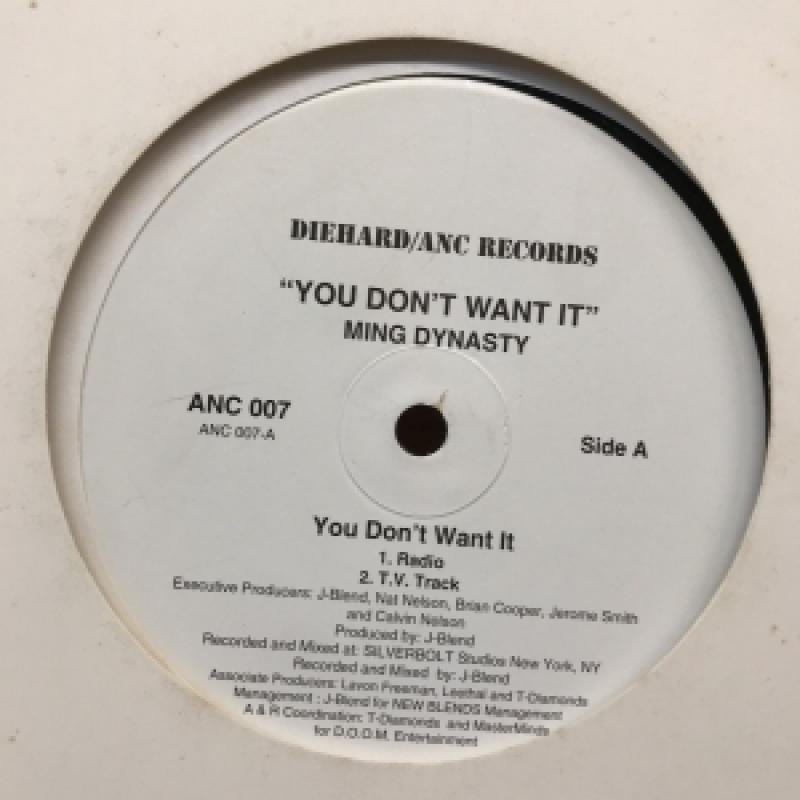 DIEHARD/ANC RECORDS
“YOU DON'T WANT IT”
MING DYNASTY
ANC 007
ANC 007-A
Side A
You Don't Want It
1. Radio
2. T.V. Track
Executive Producers: J-Blend, Nat Nelson, Brian Cooper, Jerome Smith
and Calvin Nelson
Produced by: J-Blend
Recorded and Mixed at: SILVERBOLT Studios New York, NY
Recorded and Mixed by: J-Blend
Associate Producers: Lavon Freeman, Leethal and T-Diamonds
Management : J-Blend for NEW BLENDS Management
A & R Coordination: T-Diamonds and MasterMinds
for D.O.O.M. Entertainment